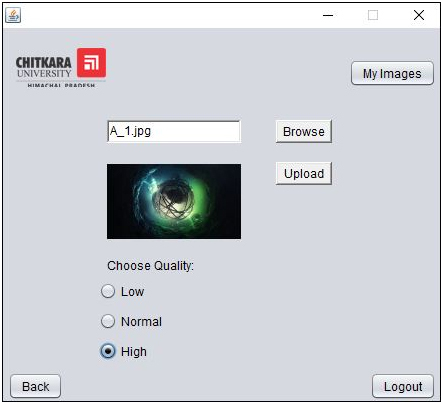 CHITKARA
UNIVERSITY
HIMACHAL PRADESH
My Images
A_1.jpg
Browse
Upload
Choose Quality:
Low
Normal
High
Back
Logout